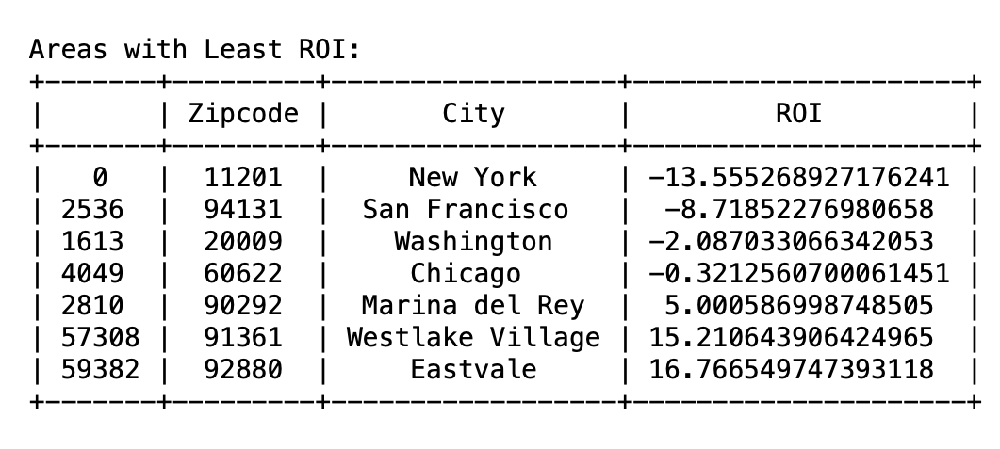 Areas with Least ROI:
+-------+---------+------------------+----------------------+
|       | Zipcode |       City       |         ROI          |
+-------+---------+------------------+----------------------+
|   0   |  11201  |     New York     | -13.555268927176241 |
| 2536  |  94131  |  San Francisco   |  -8.71852276980658  |
| 1613  |  20009  |    Washington    | -2.087033066342053  |
| 4049  |  60622  |     Chicago      | -0.3212560700061451 |
| 2810  |  90292  |  Marina del Rey  |  5.000586998748505  |
| 57308 |  91361  | Westlake Village | 15.210643906424965  |
| 59382 |  92880  |     Eastvale     | 16.766549747393118  |
+-------+---------+------------------+----------------------+